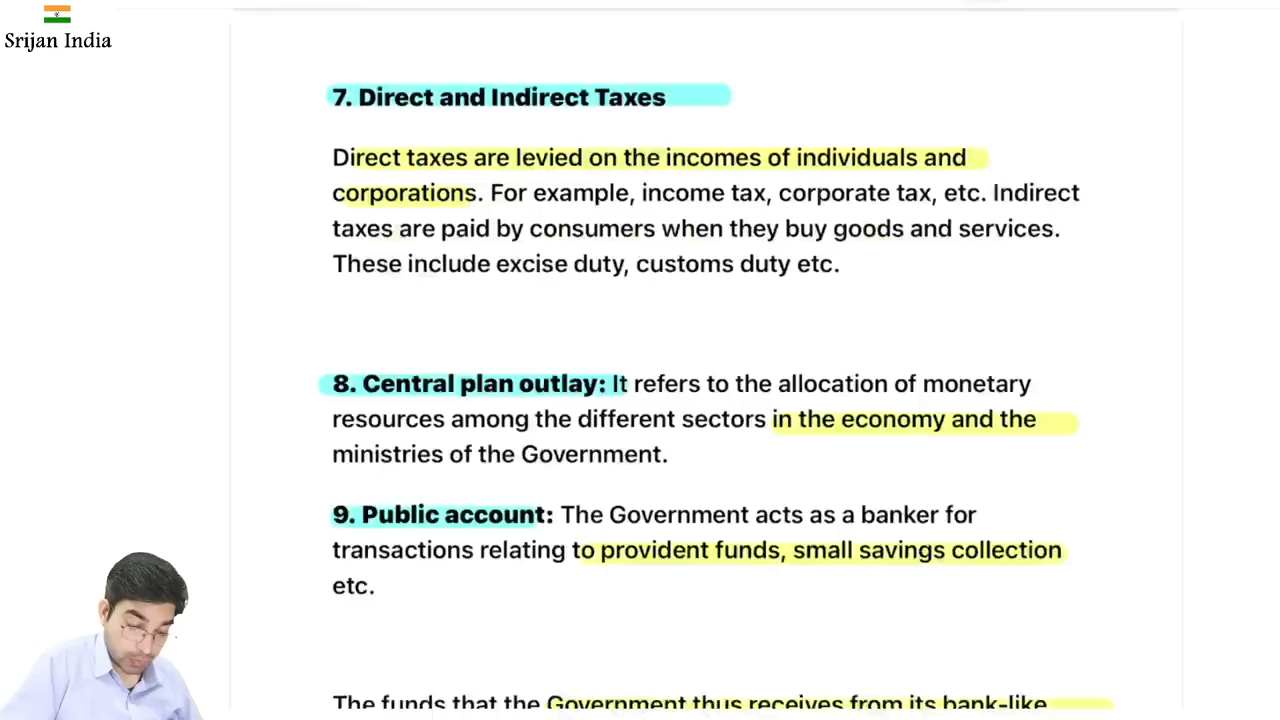 Srijan India
7. Direct and Indirect Taxes
Direct taxes are levied on the incomes of individuals and
corporations. For example, income tax, corporate tax, etc. Indirect
taxes are paid by consumers when they buy goods and services.
These include excise duty, customs duty etc.
8. Central plan outlay: It refers to the allocation of monetary
resources among the different sectors in the economy and the
ministries of the Government.
9. Public account: The Government acts as a banker for
transactions relating to provident funds, small savings collection
etc.
The funds that the Government thus receives from its bank-like